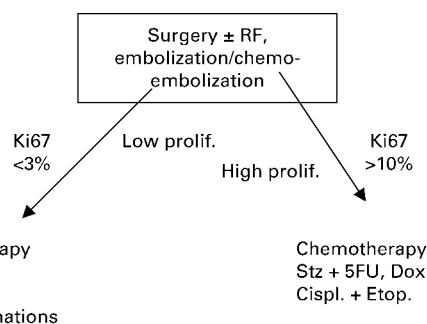 Surgery ± RF,
embolization/chemo-
embolization
Ki67
<3%
Low prolif.
High prolif.
Ki67
>10%
apy
Chemotherapy
Stz + 5FU, Dox
Cispl. + Etop.
nations